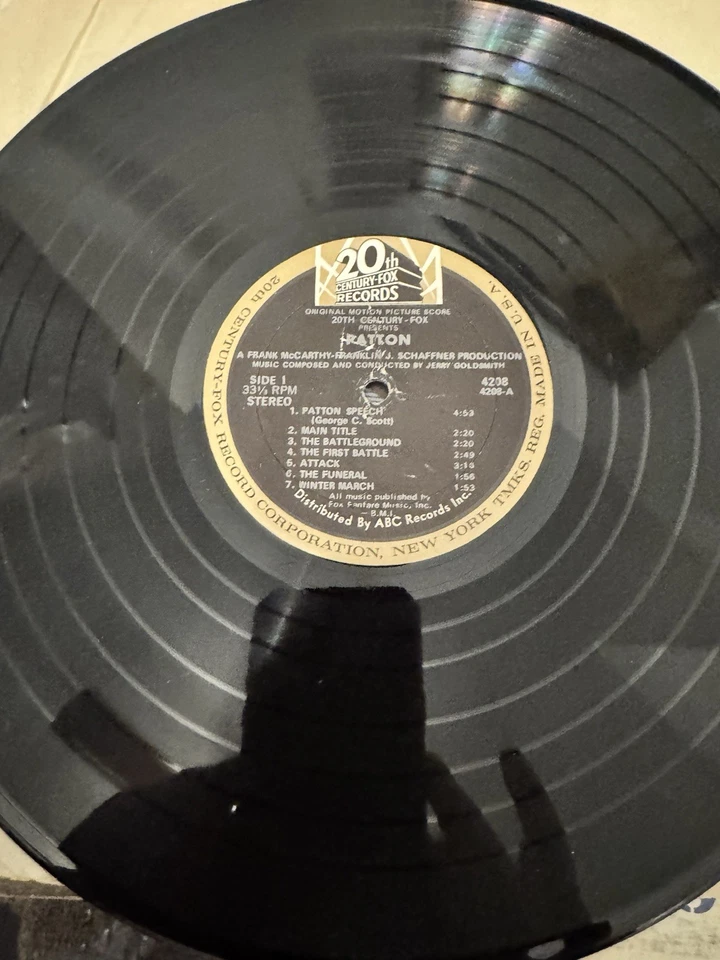 20th
CENTURY-FOX
RECORDS
ORIGINAL MOTION PICTURE SCORE
20TH CENTURY-FOX
PRESENTS
PATTON
A FRANK McCARTHY-FRANKLIN J. SCHAFFNER PRODUCTION
MUSIC COMPOSED AND CONDUCTED BY JERRY GOLDSMITH
SIDE I
33⅓ RPM
STEREO
4208
4208-A
1. PATTON SPEECH 4:53
(George C. Scott)
2. MAIN TITLE 2:20
3. THE BATTLEGROUND 2:20
4. THE FIRST BATTLE 2:49
5. ATTACK 3:18
6. THE FUNERAL 1:56
7. WINTER MARCH 1:53
All music published by
Fox Fanfare Music, Inc.
— B.M.I.
Distributed By ABC Records Inc.
20th CENTURY-FOX RECORD CORPORATION, NEW YORK TMKS. REG. MADE IN U.S.A.